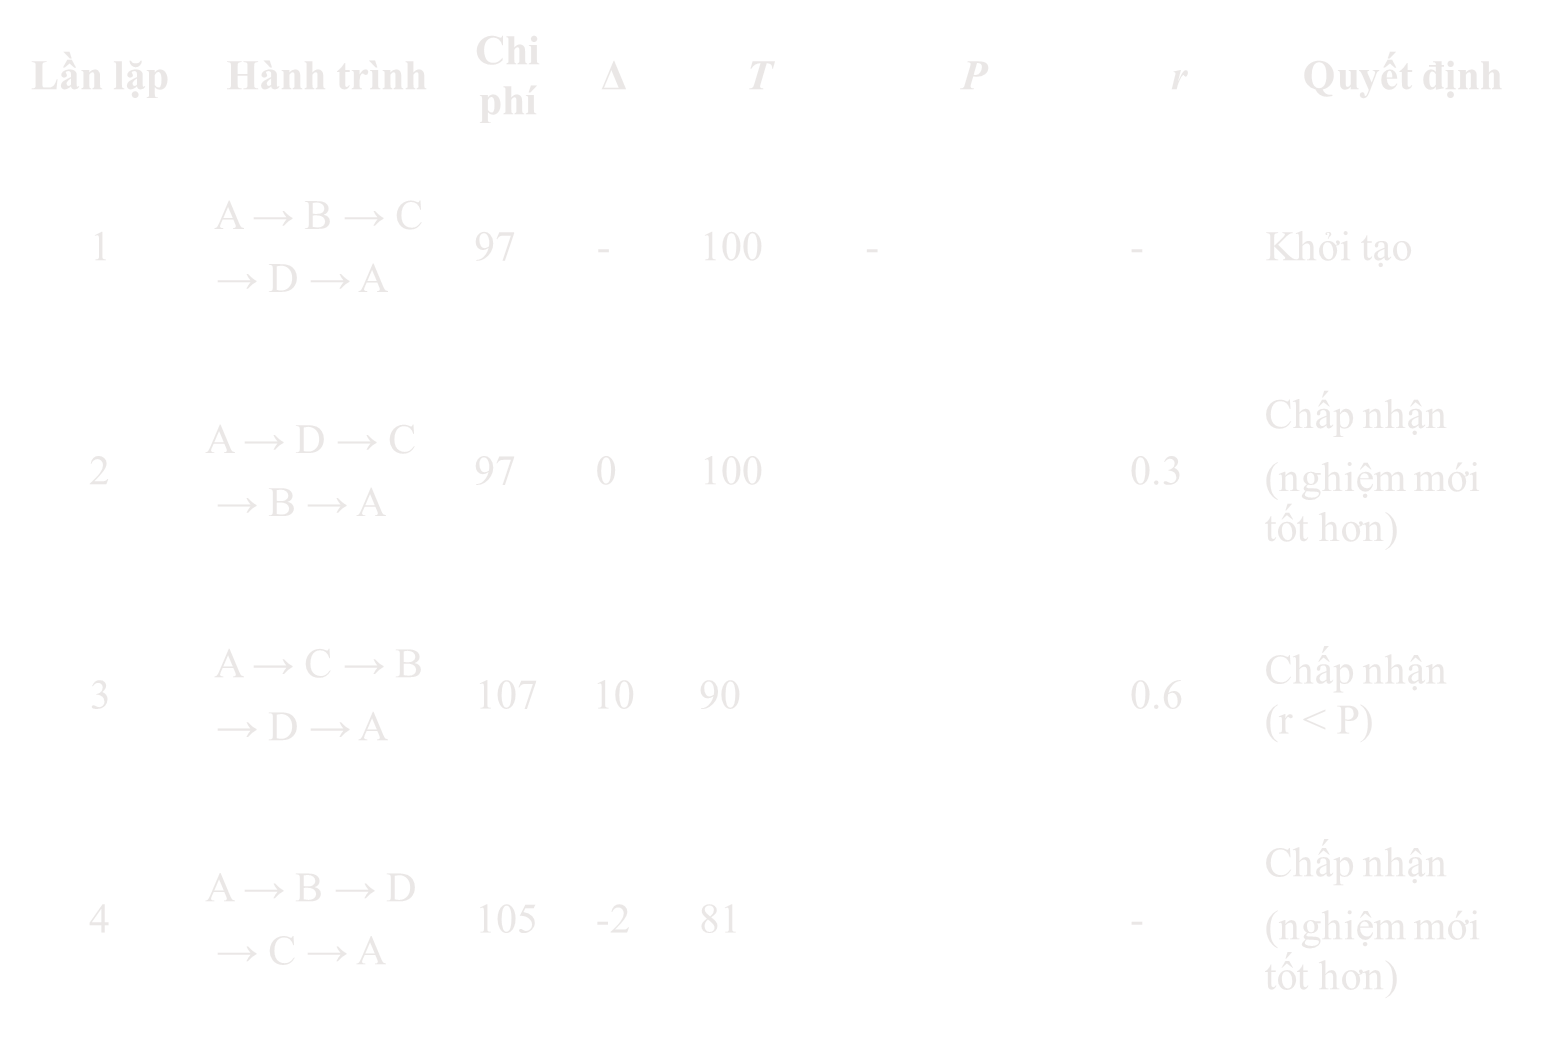 Lần lặp Hành trình Chi phí Δ T P r Quyết định
1 A → B → C → D → A 97 - 100 - - Khởi tạo
2 A → D → C → B → A 97 0 100 0.3 Chấp nhận (nghiệm mới tốt hơn)
3 A → C → B → D → A 107 10 90 0.6 Chấp nhận (r < P)
4 A → B → D → C → A 105 -2 81 - Chấp nhận (nghiệm mới tốt hơn)